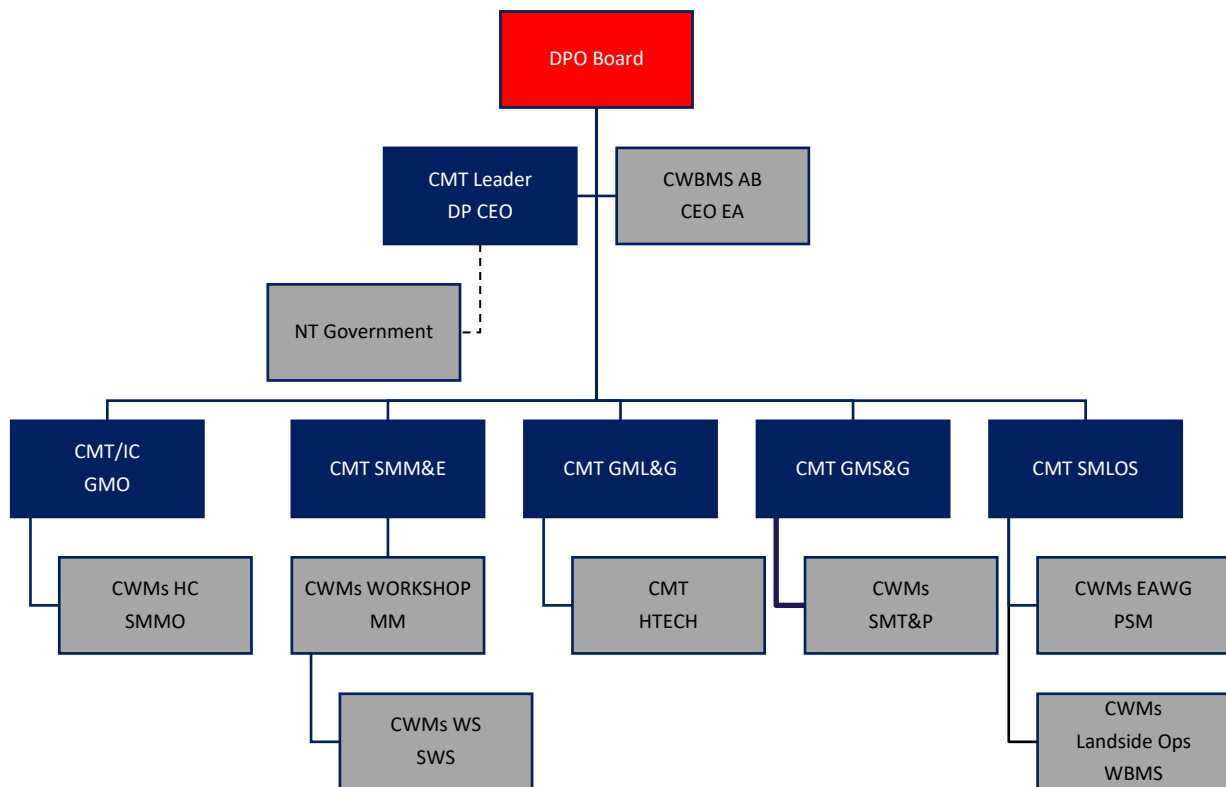 DPO Board
CMT Leader
DP CEO
CWBMS AB
CEO EA
NT Government
CMT/IC
GMO
CMT SMM&E
CMT GML&G
CMT GMS&G
CMT SMLOS
CWMs HC
SMMO
CWMs WORKSHOP
MM
CMT
HTECH
CWMs
SMT&P
CWMs EAWG
PSM
CWMs WS
SWS
CWMs
Landside Ops
WBMS